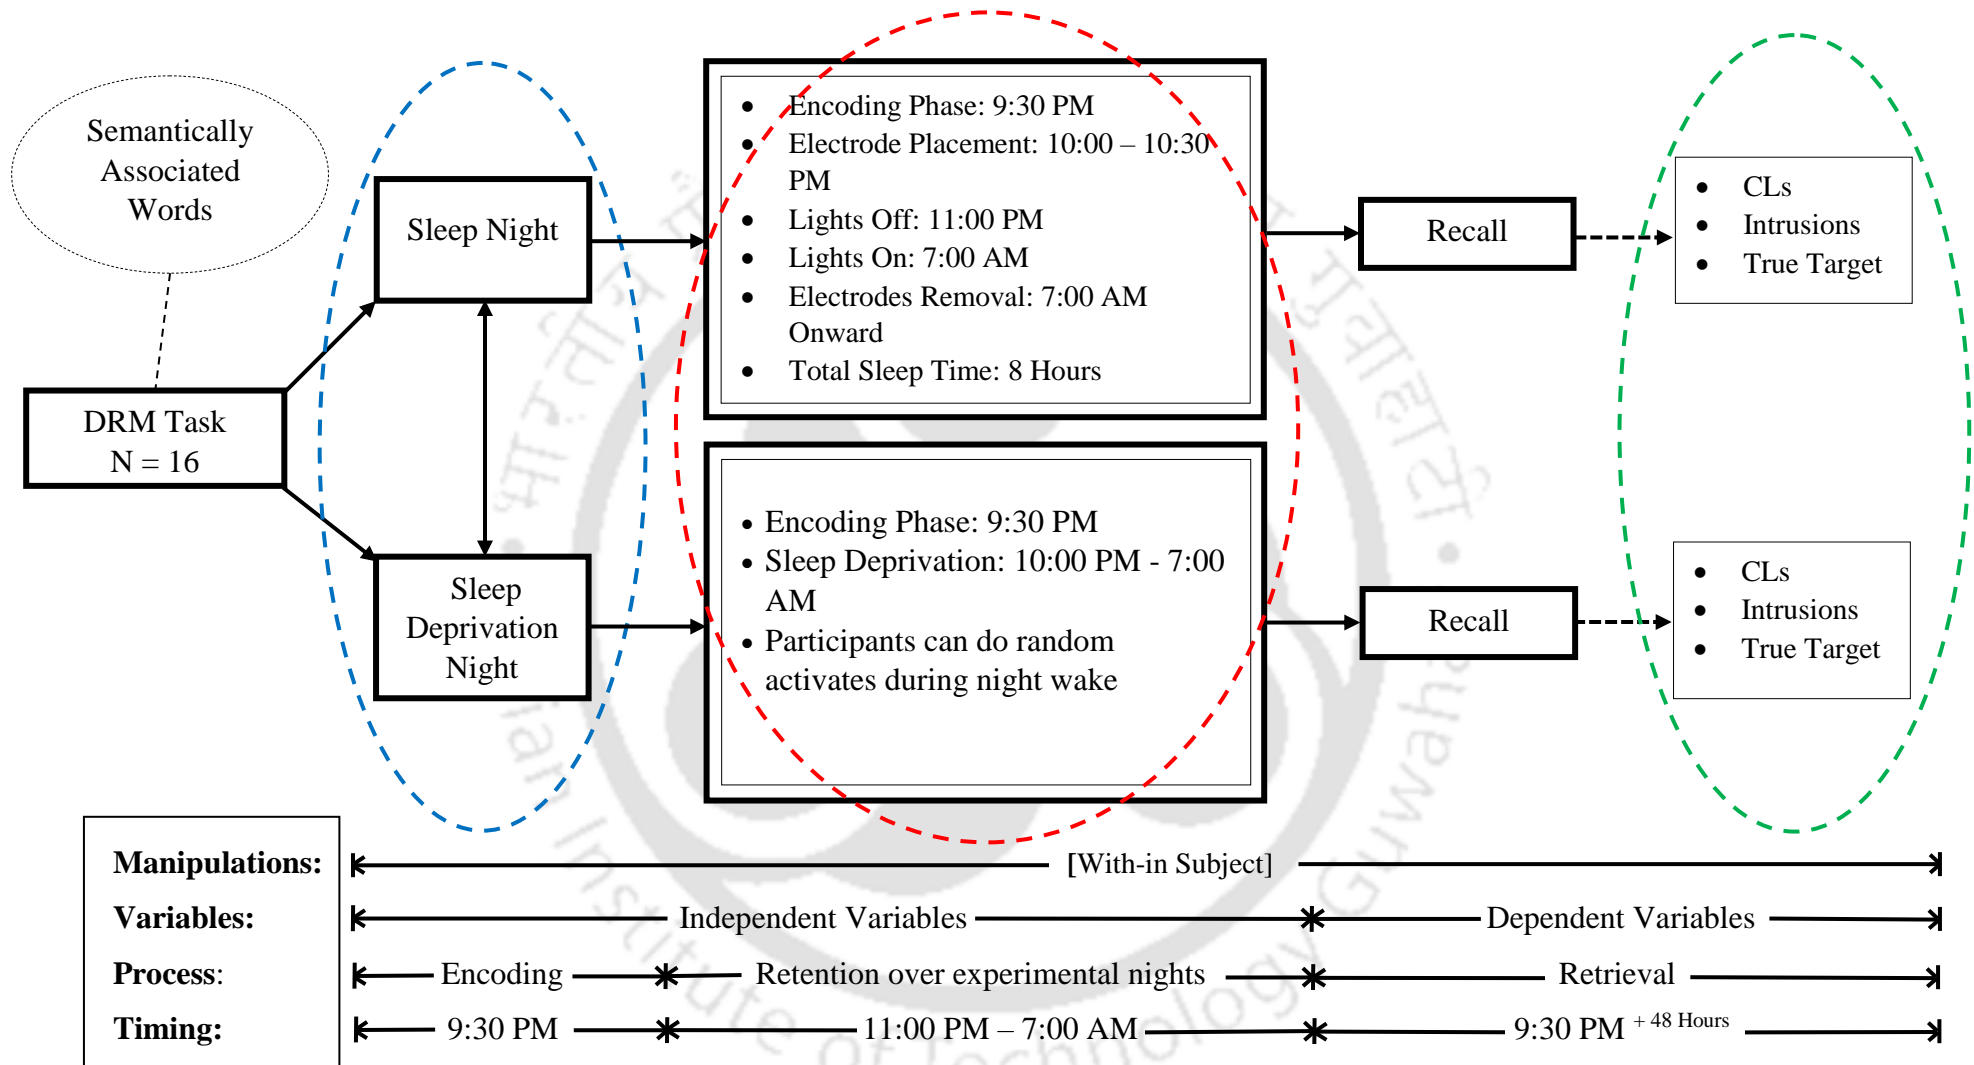 Semantically
Associated
Words
DRM Task
N = 16
Sleep Night
Sleep
Deprivation
Night
• Encoding Phase: 9:30 PM
• Electrode Placement: 10:00 – 10:30
PM
• Lights Off: 11:00 PM
• Lights On: 7:00 AM
• Electrodes Removal: 7:00 AM
Onward
• Total Sleep Time: 8 Hours
• Encoding Phase: 9:30 PM
• Sleep Deprivation: 10:00 PM - 7:00
AM
• Participants can do random
activates during night wake
Recall
• CLs
• Intrusions
• True Target
Recall
• CLs
• Intrusions
• True Target
Manipulations: [With-in Subject]
Variables: Independent Variables Dependent Variables
Process: Encoding Retention over experimental nights Retrieval
Timing: 9:30 PM 11:00 PM – 7:00 AM 9:30 PM + 48 Hours
Institute of Technology Guwaha